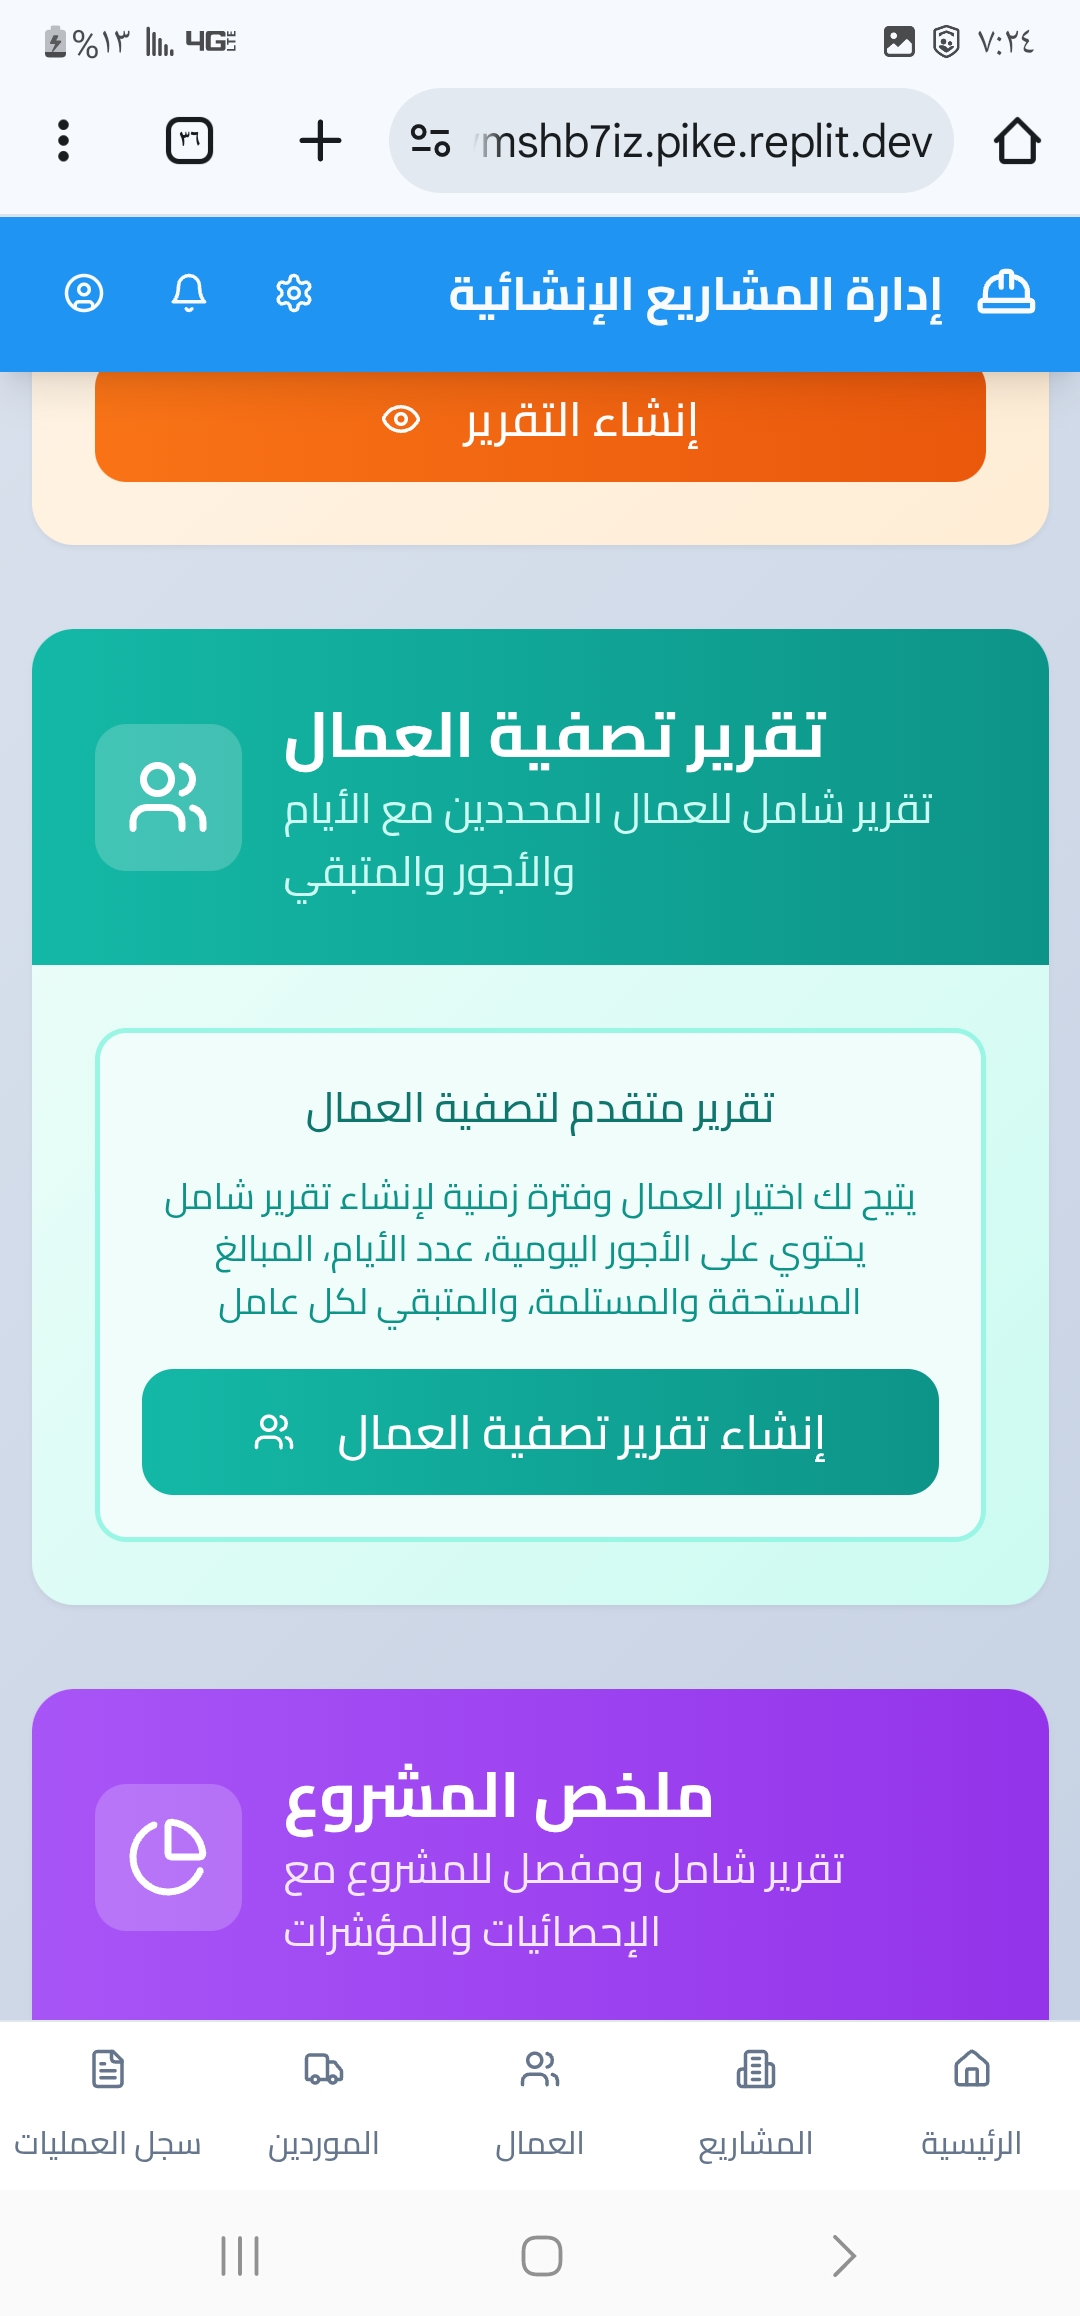 %١٣ 4G LTE ٧:٢٤
٣٦ mshb7iz.pike.replit.dev
إدارة المشاريع الإنشائية
إنشاء التقرير
تقرير تصفية العمال
تقرير شامل للعمال المحددين مع الأيام
والأجور والمتبقي
تقرير متقدم لتصفية العمال
يتيح لك اختيار العمال وفترة زمنية لإنشاء تقرير شامل
يحتوي على الأجور اليومية، عدد الأيام، المبالغ
المستحقة والمستلمة، والمتبقي لكل عامل
إنشاء تقرير تصفية العمال
ملخص المشروع
تقرير شامل ومفصل للمشروع مع
الإحصائيات والمؤشرات
الرئيسية المشاريع العمال الموردين سجل العمليات